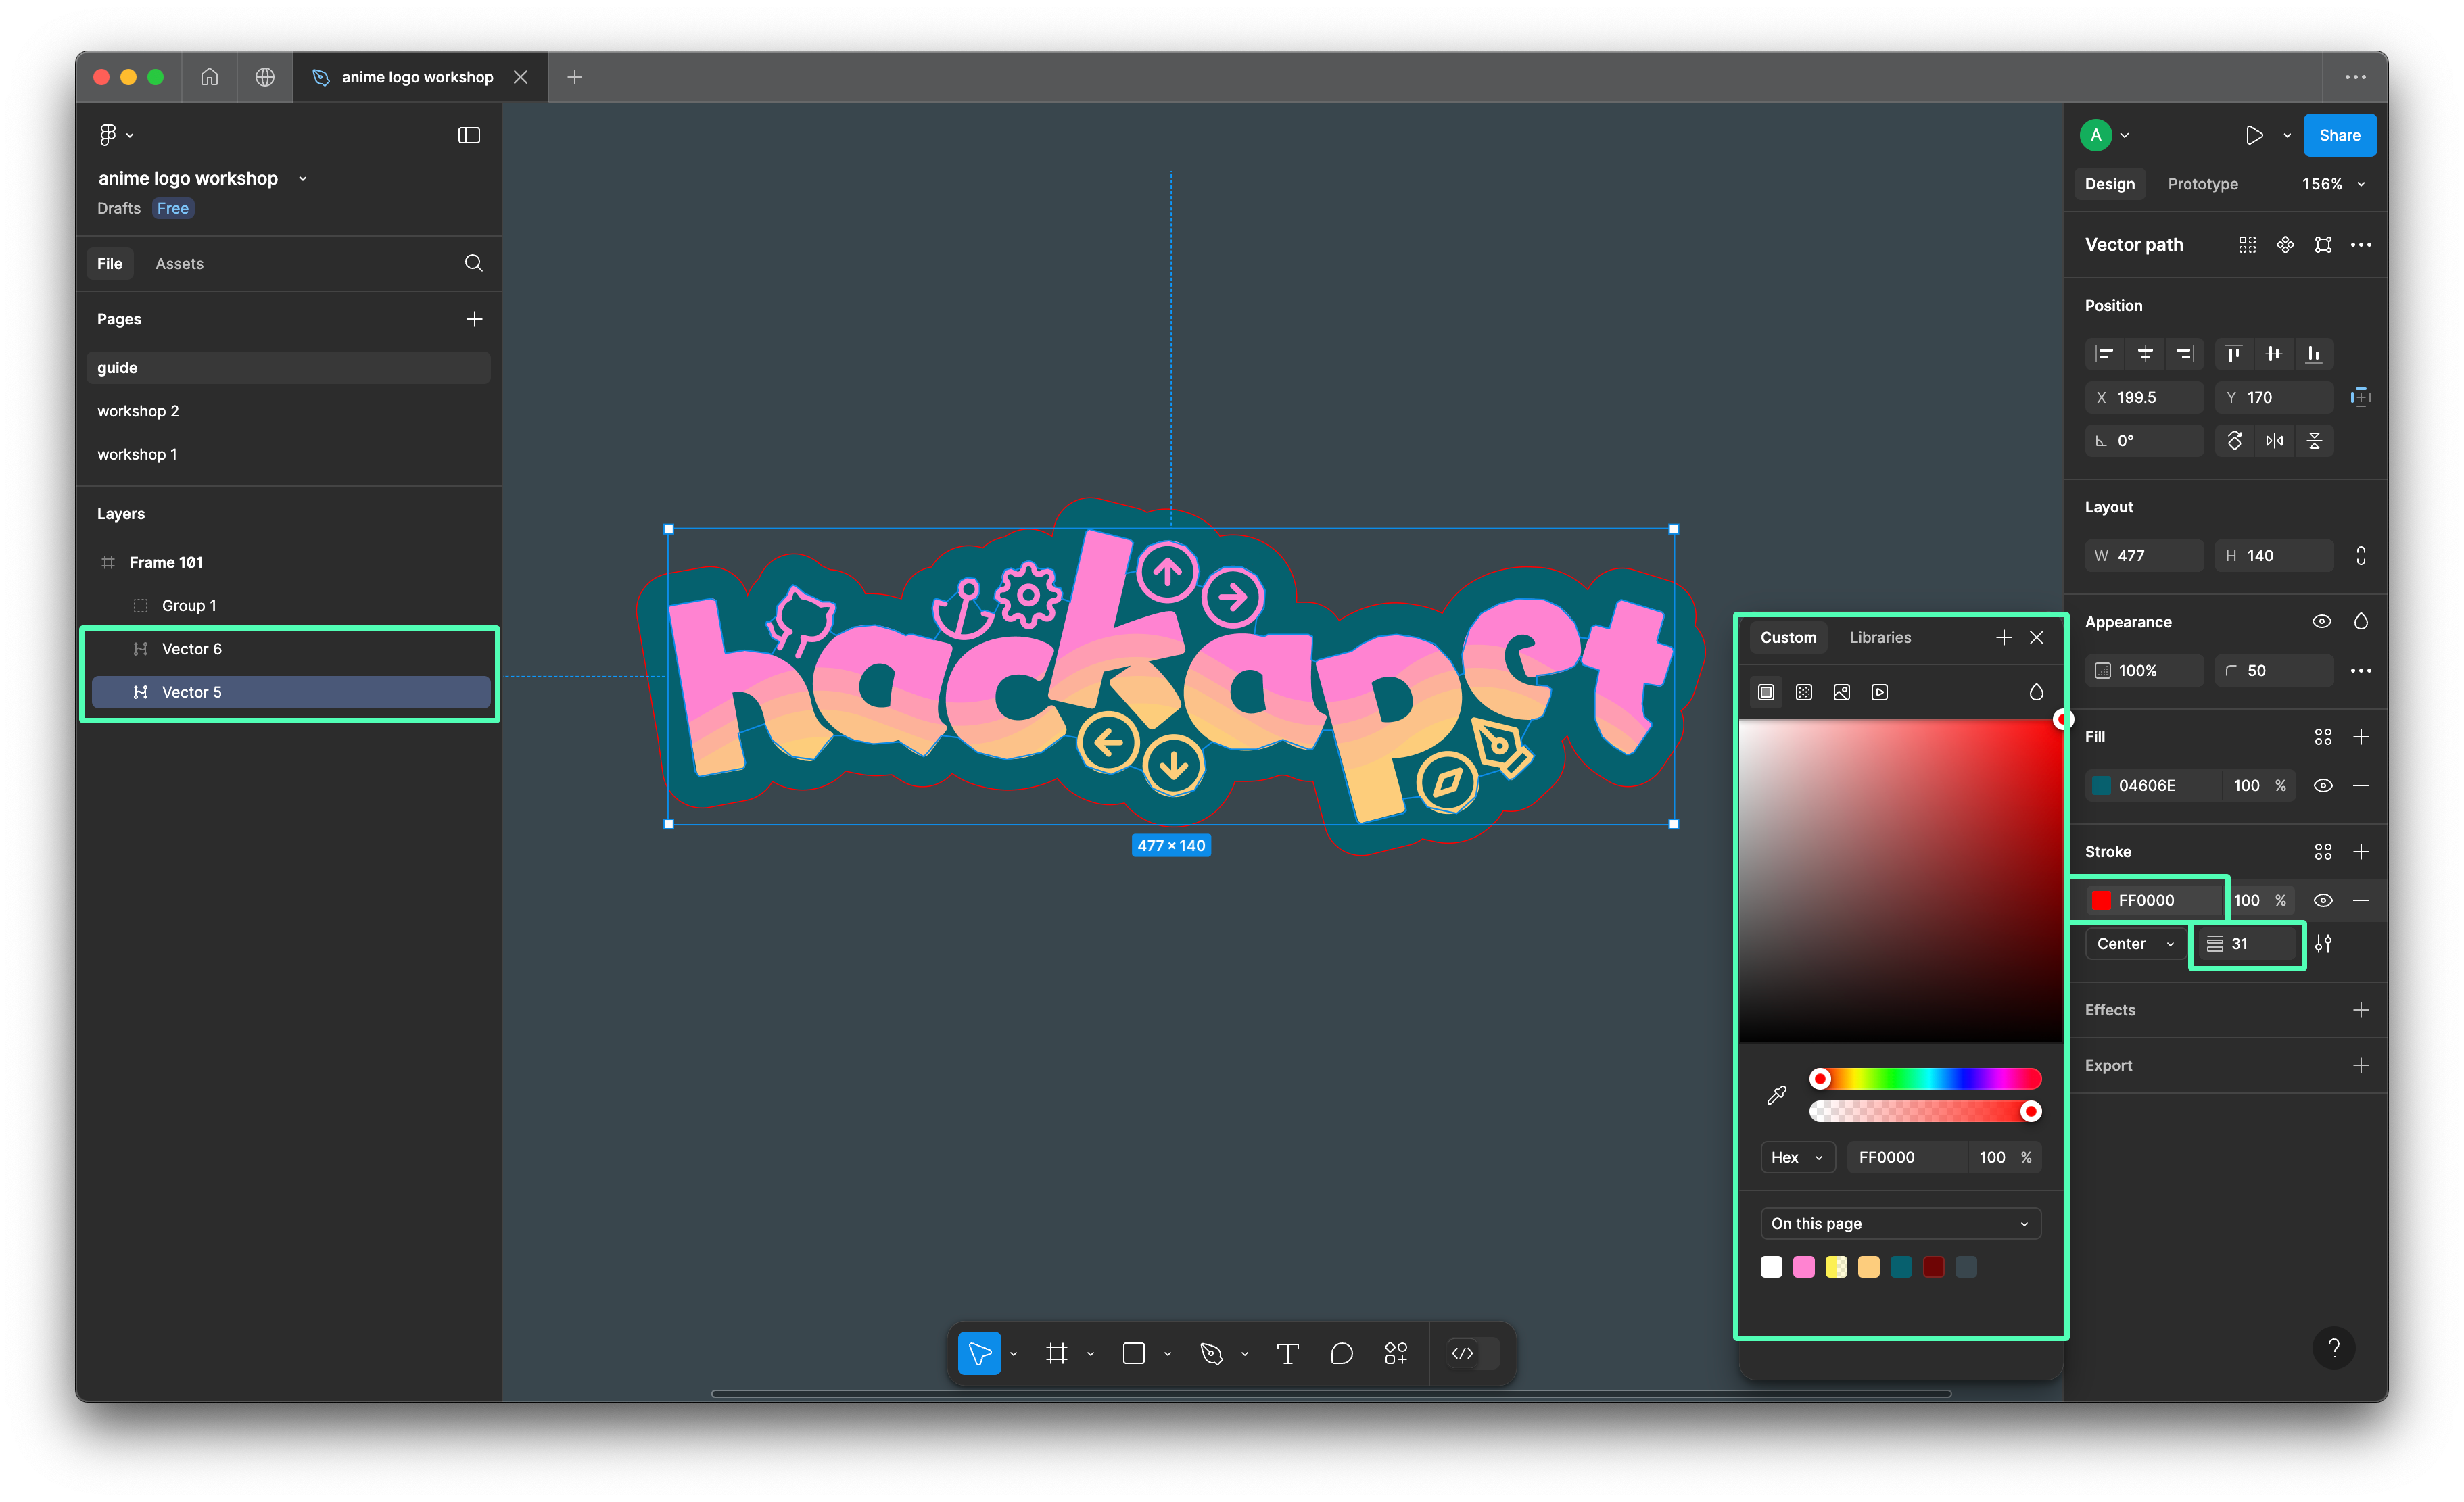 anime logo workshop
anime logo workshop
Drafts Free
File Assets
Pages
guide
workshop 2
workshop 1
Layers
Frame 101
Group 1
Vector 6
Vector 5
hackapet
477 × 140
Custom Libraries
Hex FF0000 100 %
On this page
A Share
Design Prototype 156%
Vector path
Position
X 199.5 Y 170
0°
Layout
W 477 H 140
Appearance
100% 50
Fill
04606E 100 %
Stroke
FF0000 100 %
Center 31
Effects
Export
?